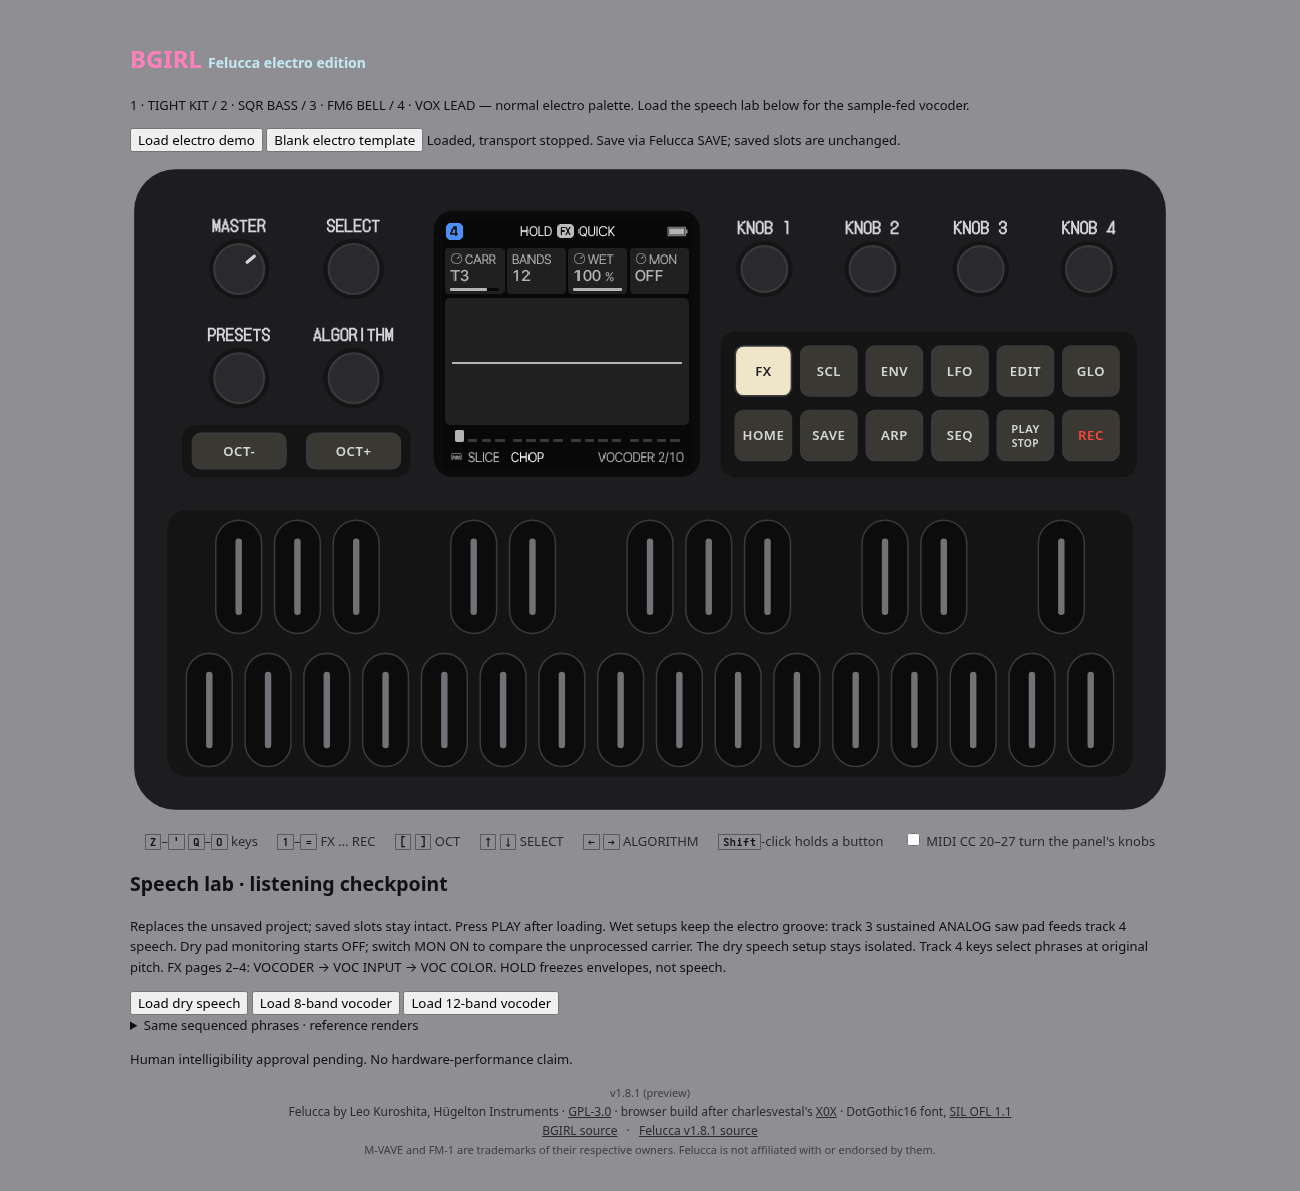 BGIRL Felucca electro edition
1 · TIGHT KIT / 2 · SQR BASS / 3 · FM6 BELL / 4 · VOX LEAD — normal electro palette. Load the speech lab below for the sample-fed vocoder.
Load electro demo Blank electro template Loaded, transport stopped. Save via Felucca SAVE; saved slots are unchanged.
MASTER SELECT
4 HOLD FX QUICK
KNOB 1 KNOB 2 KNOB 3 KNOB 4
CARR BANDS WET MON
T3 12 100 % OFF
PRESETS ALGORITHM
FX SCL ENV LFO EDIT GLO
HOME SAVE ARP SEQ PLAY STOP REC
OCT- OCT+
SLICE CHOP VOCODER 2/10
Z – ' Q – O keys 1 – = FX … REC [ ] OCT ↑ ↓ SELECT ← → ALGORITHM Shift-click holds a button MIDI CC 20–27 turn the panel's knobs
Speech lab · listening checkpoint
Replaces the unsaved project; saved slots stay intact. Press PLAY after loading. Wet setups keep the electro groove: track 3 sustained ANALOG saw pad feeds track 4
speech. Dry pad monitoring starts OFF; switch MON ON to compare the unprocessed carrier. The dry speech setup stays isolated. Track 4 keys select phrases at original
pitch. FX pages 2–4: VOCODER → VOC INPUT → VOC COLOR. HOLD freezes envelopes, not speech.
Load dry speech Load 8-band vocoder Load 12-band vocoder
▶ Same sequenced phrases · reference renders
Human intelligibility approval pending. No hardware-performance claim.
v1.8.1 (preview)
Felucca by Leo Kuroshita, Hügelton Instruments · GPL-3.0 · browser build after charlesvestal's X0X · DotGothic16 font, SIL OFL 1.1
BGIRL source · Felucca v1.8.1 source
M-VAVE and FM-1 are trademarks of their respective owners. Felucca is not affiliated with or endorsed by them.